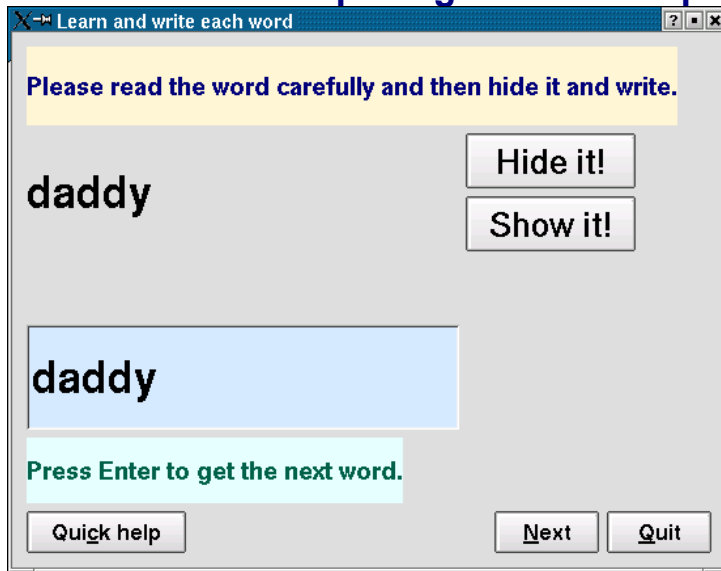 Learn and write each word
Please read the word carefully and then hide it and write.
daddy
Hide it!
Show it!
daddy
Press Enter to get the next word.
Quick help
Next
Quit